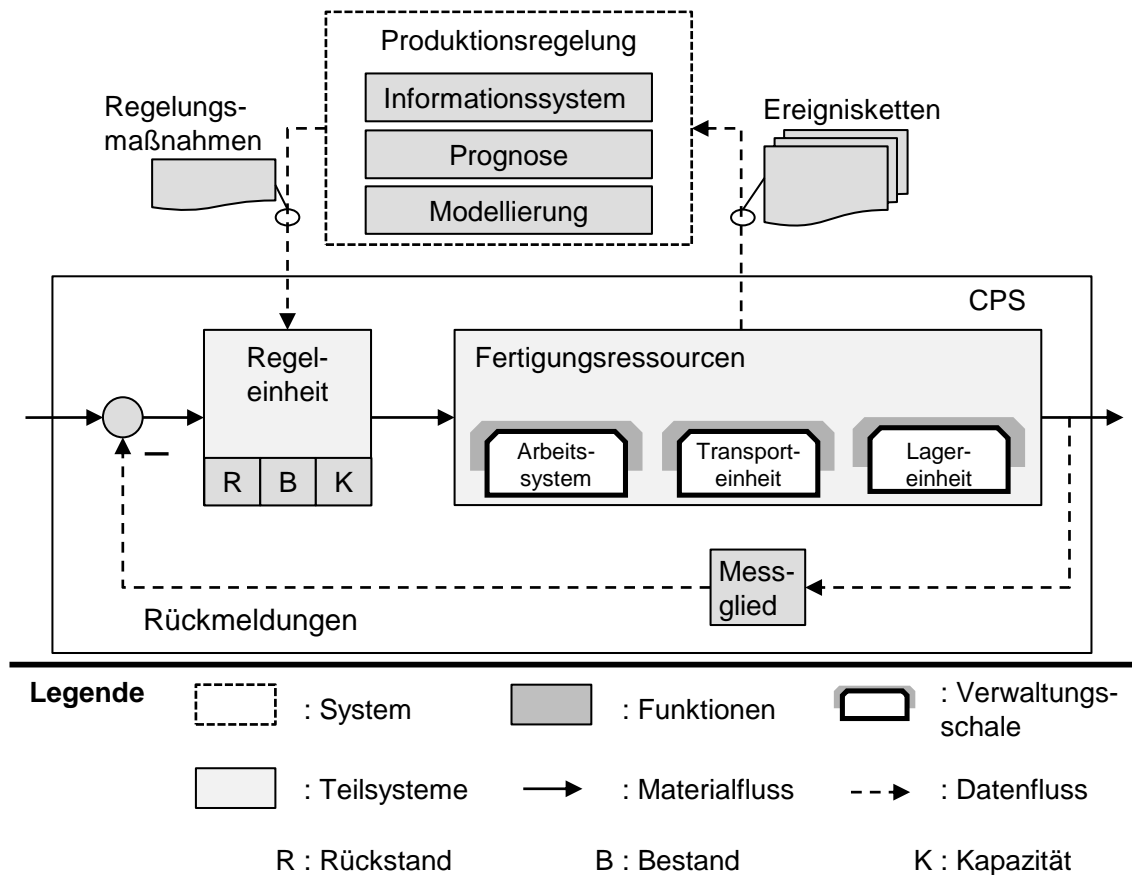 Produktionsregelung
Informationssystem
Prognose
Modellierung
Regelungs-
maßnahmen
Ereignisketten
CPS
Regel-
einheit
R B K
Fertigungsressourcen
Arbeits-
system
Transport-
einheit
Lager-
einheit
–
Mess-
glied
Rückmeldungen
Legende
: System
: Funktionen
: Verwaltungs-
schale
: Teilsysteme
: Materialfluss
: Datenfluss
R : Rückstand
B : Bestand
K : Kapazität